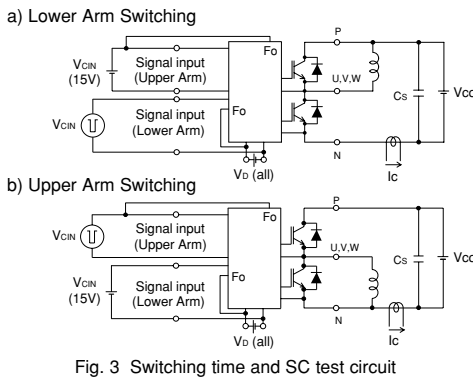 a) Lower Arm Switching
P
Fo
VCIN
(15V)
Signal input
(Upper Arm)
U,V,W
CS
VCC
Signal input
(Lower Arm)
Fo
VCIN
N
VD (all)
Ic
b) Upper Arm Switching
P
Fo
VCIN
Signal input
(Upper Arm)
U,V,W
CS
VCC
Fo
VCIN
(15V)
Signal input
(Lower Arm)
N
VD (all)
Ic
Fig. 3 Switching time and SC test circuit